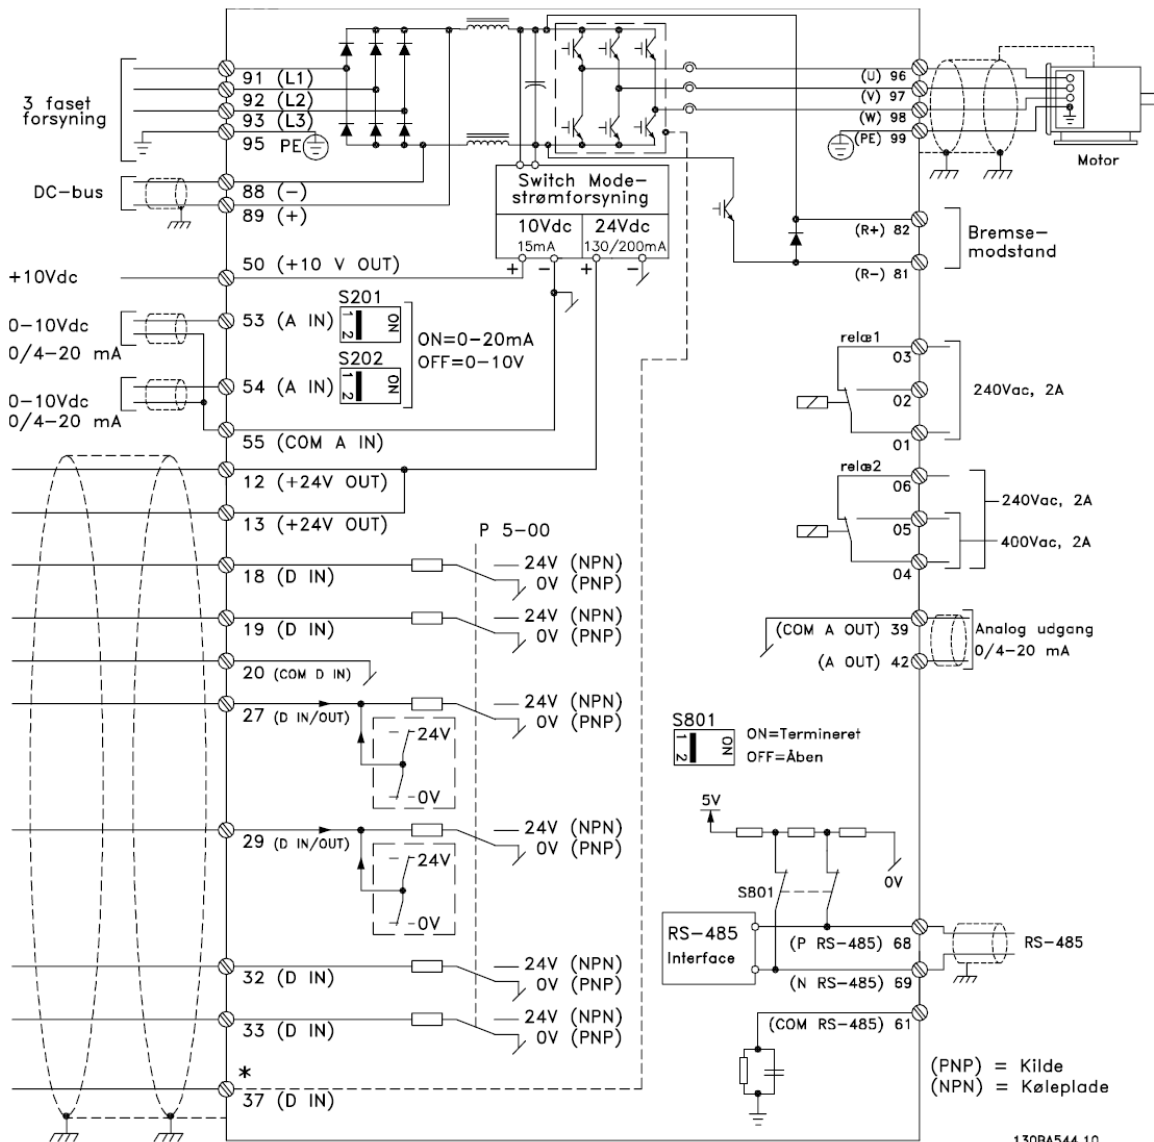 3 faset
forsyning
91 (L1)
92 (L2)
93 (L3)
95 PE
DC-bus
88 (-)
89 (+)
Switch Mode-
strømforsyning
10Vdc
15mA
24Vdc
130/200mA
+ - + -
+10Vdc
50 (+10 V OUT)
0-10Vdc
0/4-20 mA
53 (A IN)
S201
1 2 ON
0-10Vdc
0/4-20 mA
54 (A IN)
S202
1 2 ON
ON=0-20mA
OFF=0-10V
55 (COM A IN)
12 (+24V OUT)
13 (+24V OUT)
P 5-00
18 (D IN)
24V (NPN)
0V (PNP)
19 (D IN)
24V (NPN)
0V (PNP)
20 (COM D IN)
27 (D IN/OUT)
24V (NPN)
0V (PNP)
24V
0V
29 (D IN/OUT)
24V (NPN)
0V (PNP)
24V
0V
32 (D IN)
24V (NPN)
0V (PNP)
33 (D IN)
24V (NPN)
0V (PNP)
*
37 (D IN)
(U) 96
(V) 97
(W) 98
(PE) 99
Motor
(R+) 82
(R-) 81
Bremse-
modstand
relæ1
03
02
01
240Vac, 2A
relæ2
06
05
04
240Vac, 2A
400Vac, 2A
(COM A OUT) 39
(A OUT) 42
Analog udgang
0/4-20 mA
S801
1 2 ON
ON=Termineret
OFF=Åben
5V
S801
0V
RS-485
Interface
(P RS-485) 68
(N RS-485) 69
(COM RS-485) 61
RS-485
(PNP) = Kilde
(NPN) = Køleplade
130BA544.10